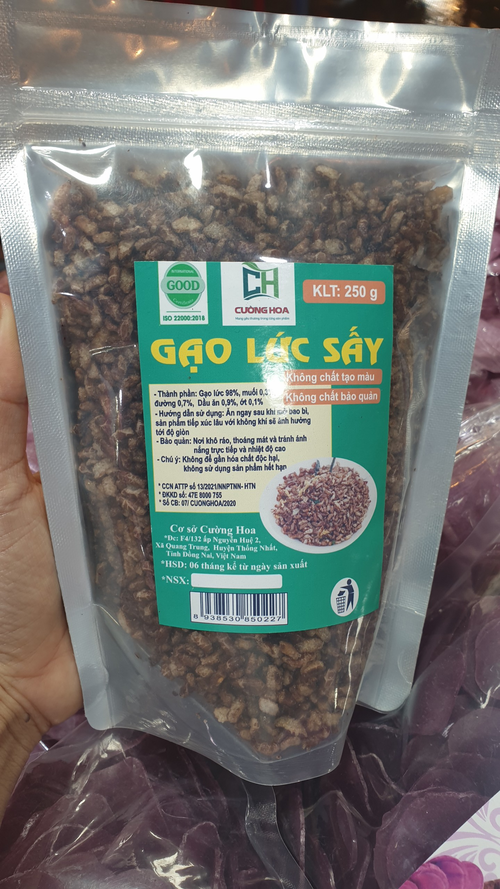 INTERNATIONAL
GOOD
ISO 22000:2018
CH
CƯỜNG HOA
KLT: 250 g
GẠO LỨC SẤY
Không chất tạo màu
Không chất bảo quản
- Thành phần: Gạo lức 98%, muối 0,
đường 0,7%, Dầu ăn 0,9%, ớt 0,1%
- Hướng dẫn sử dụng: Ăn ngay sau khi mở bao bì,
sản phẩm tiếp xúc lâu với không khí sẽ ảnh hưởng
tới độ giòn
- Bảo quản: Nơi khô ráo, thoáng mát và tránh ánh
nắng trực tiếp và nhiệt độ cao
- Chú ý: Không để gần hóa chất độc hại,
không sử dụng sản phẩm hết hạn
* CCN ATTP số 13/2021/NNPTNN- HTN
* ĐKKD số: 47E 8000 755
* Số CB: 07/ CUONGHOA/2020
Cơ sở Cường Hoa
*Đc: F4/132 ấp Nguyễn Huệ 2,
Xã Quang Trung, Huyện Thống Nhất,
Tỉnh Đồng Nai, Việt Nam
*HSD: 06 tháng kể từ ngày sản xuất
*NSX:
8 938530 850227